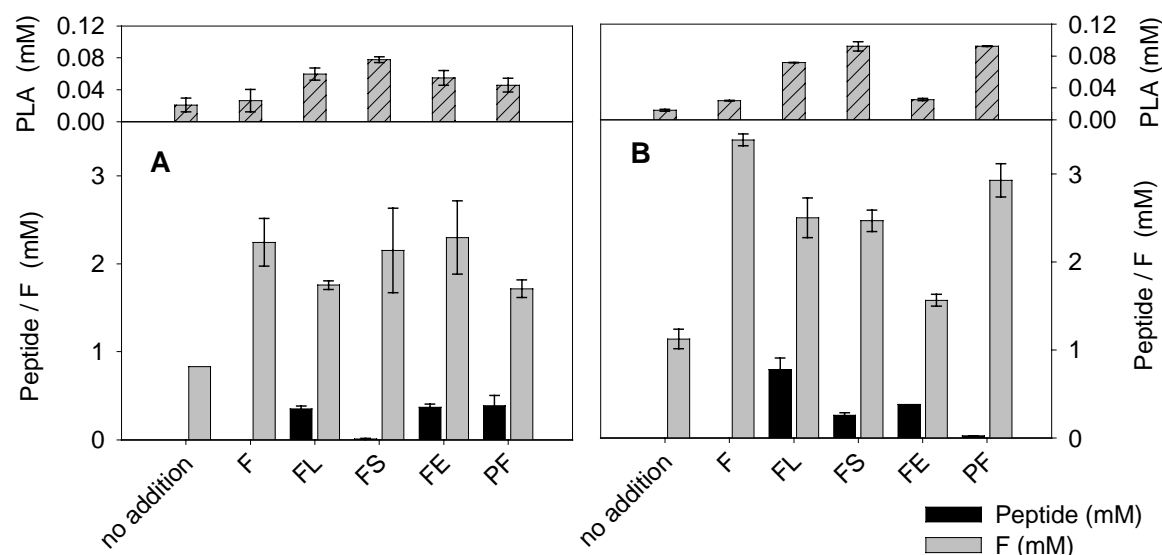 PLA (mM)
0.12
0.08
0.04
0.00
0.12
0.08
0.04
0.00
PLA (mM)
A
Peptide / F (mM)
3
2
1
0
B
3
2
1
0
Peptide / F (mM)
no addition
F
FL
FS
FE
PF
no addition
F
FL
FS
FE
PF
Peptide (mM)
F (mM)